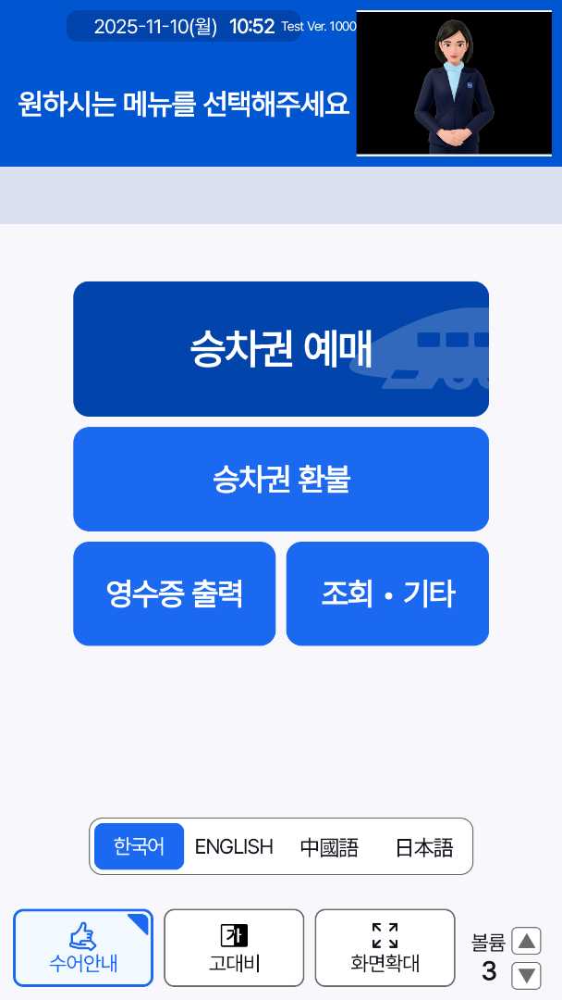 2025-11-10(월) 10:52 Test Ver. 1000
원하시는 메뉴를 선택해주세요
승차권 예매
승차권 환불
영수증 출력
조회 • 기타
한국어 ENGLISH 中國語 日本語
가
수어안내
고대비
화면확대
볼륨
3